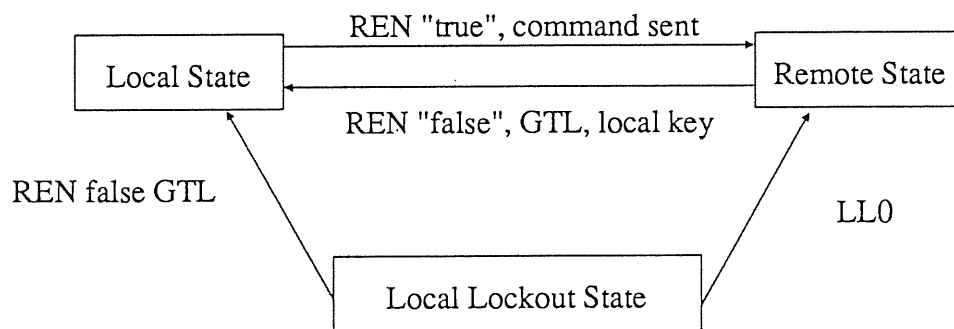 REN "true", command sent
Local State
Remote State
REN "false", GTL, local key
REN false GTL
LL0
Local Lockout State